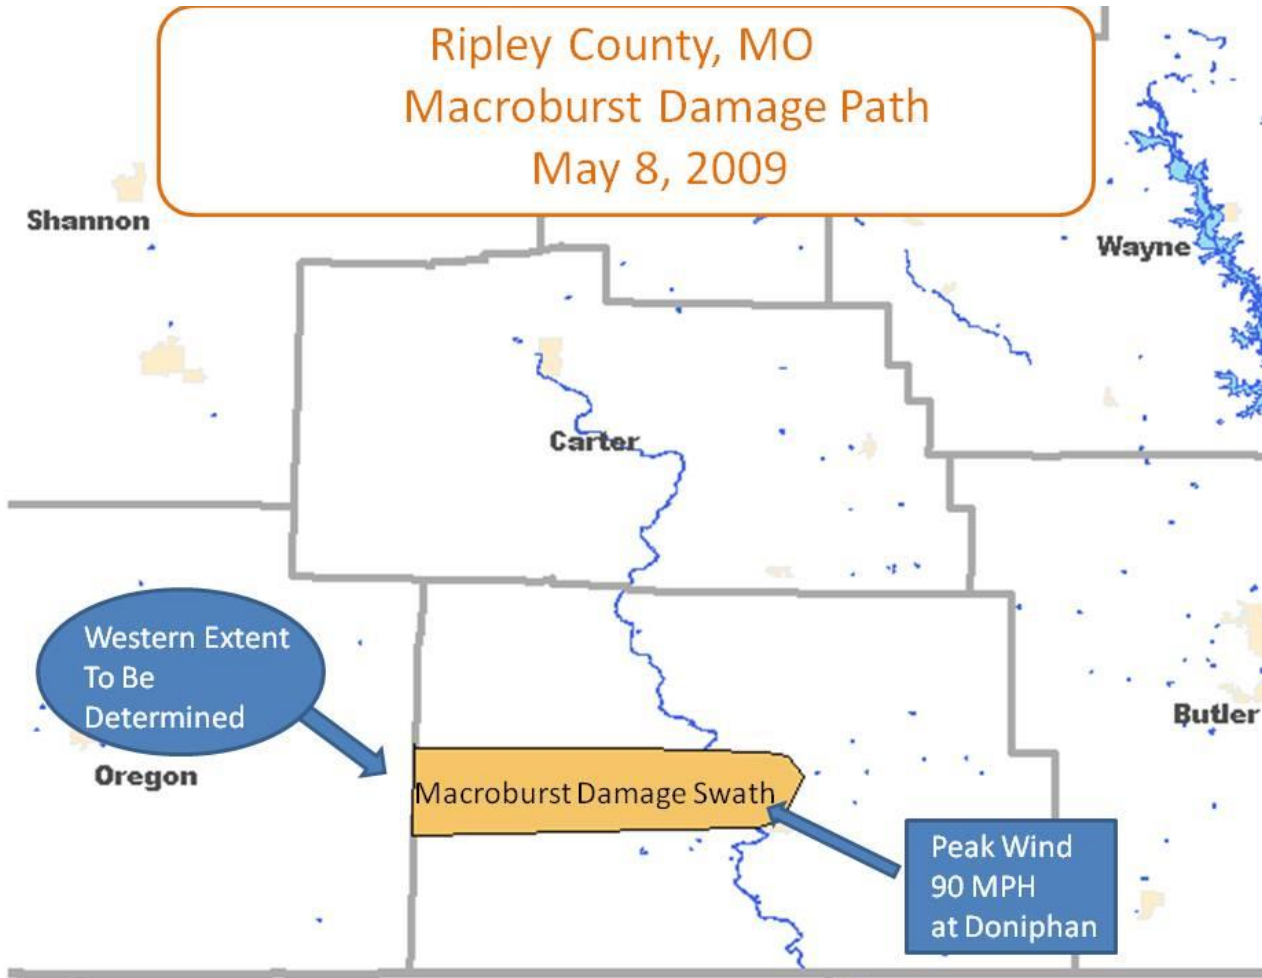 Ripley County, MO
Macroburst Damage Path
May 8, 2009
Shannon
Wayne
Carter
Western Extent
To Be
Determined
Butler
Oregon
Macroburst Damage Swath
Peak Wind
90 MPH
at Doniphan